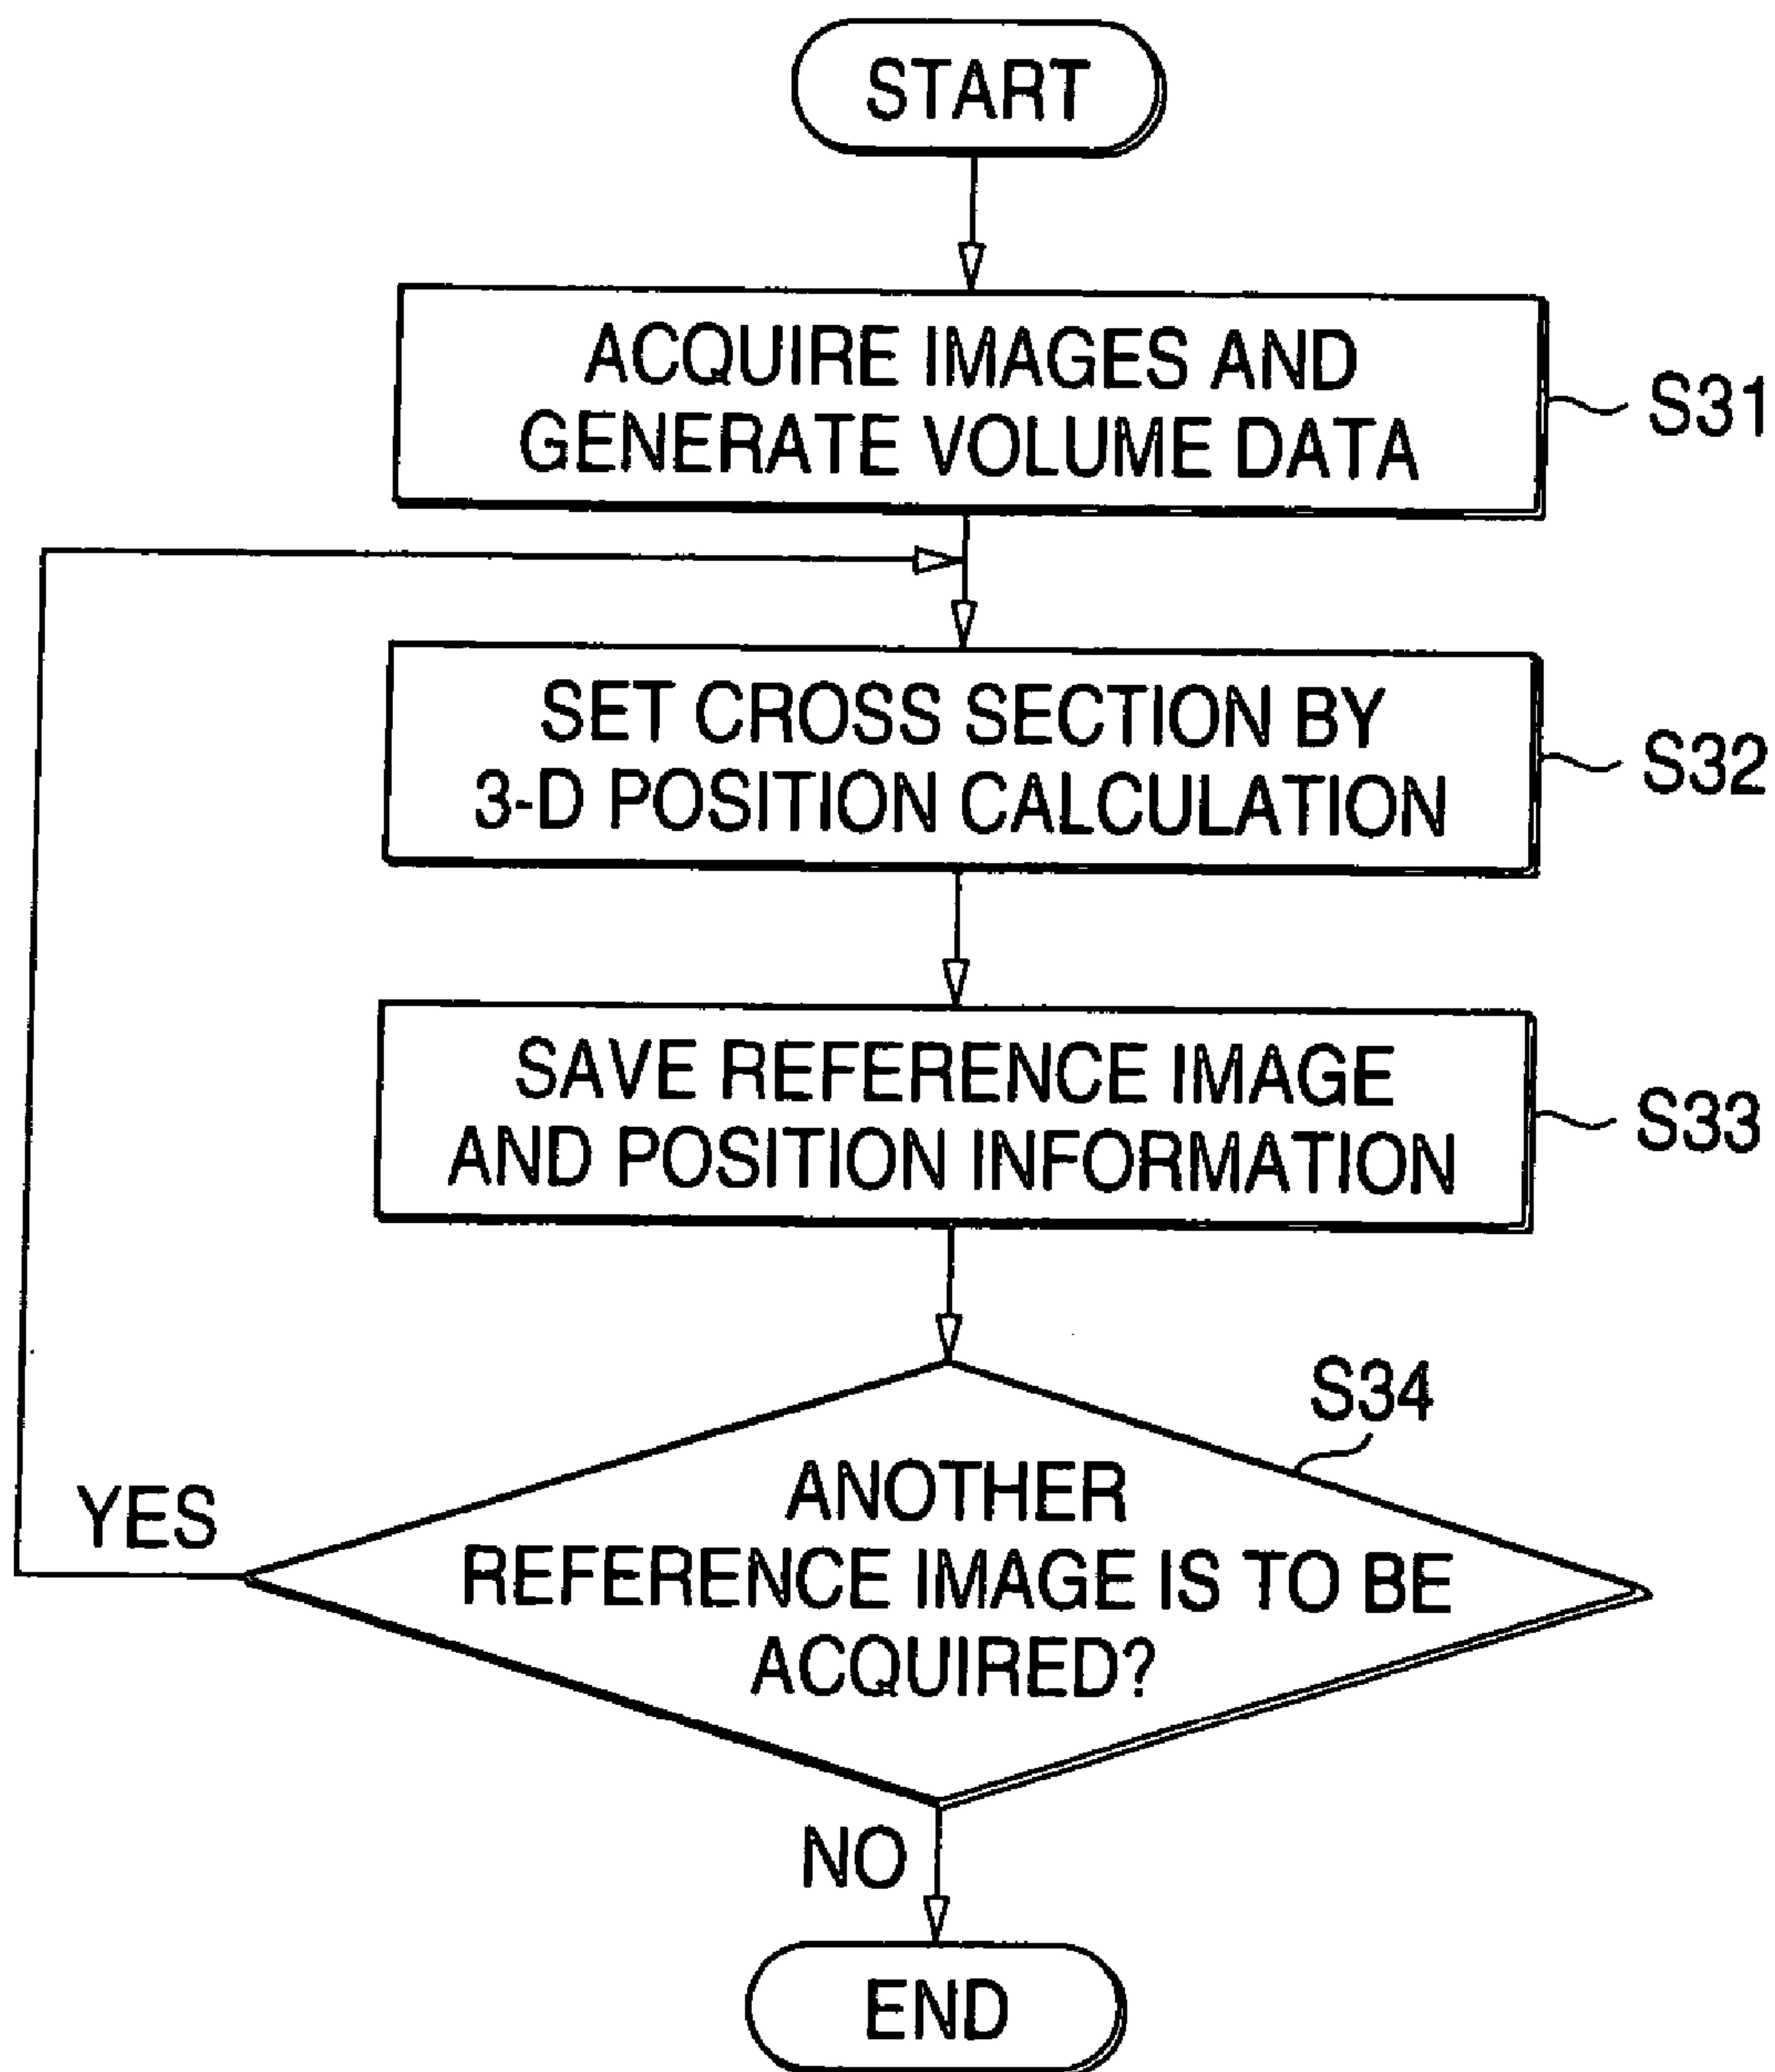 START
ACQUIRE IMAGES AND
GENERATE VOLUME DATA
S31
SET CROSS SECTION BY
3-D POSITION CALCULATION
S32
SAVE REFERENCE IMAGE
AND POSITION INFORMATION
S33
S34
ANOTHER
REFERENCE IMAGE IS TO BE
ACQUIRED?
YES
NO
END